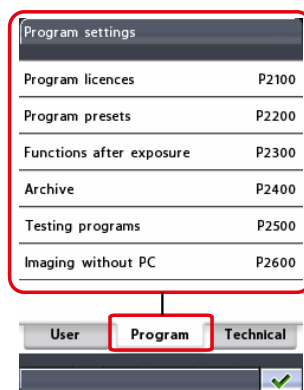 Program settings
Program licences P2100
Program presets P2200
Functions after exposure P2300
Archive P2400
Testing programs P2500
Imaging without PC P2600
User Program Technical